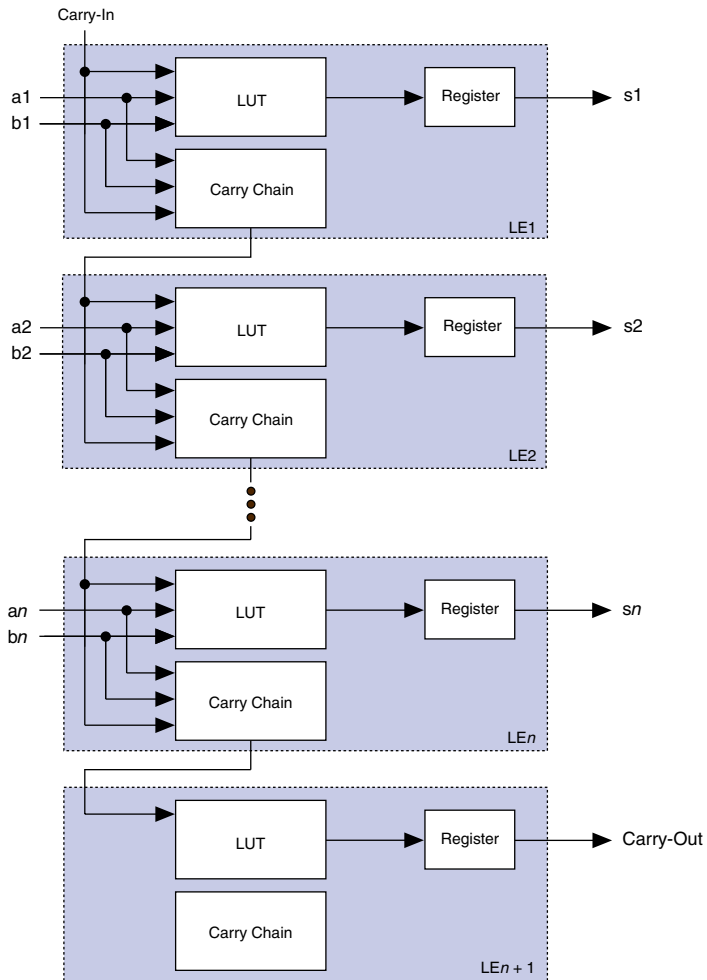 Carry-In
a1
b1
LUT
Register
s1
Carry Chain
LE1
a2
b2
LUT
Register
s2
Carry Chain
LE2
an
bn
LUT
Register
sn
Carry Chain
LEn
LUT
Register
Carry-Out
Carry Chain
LEn + 1